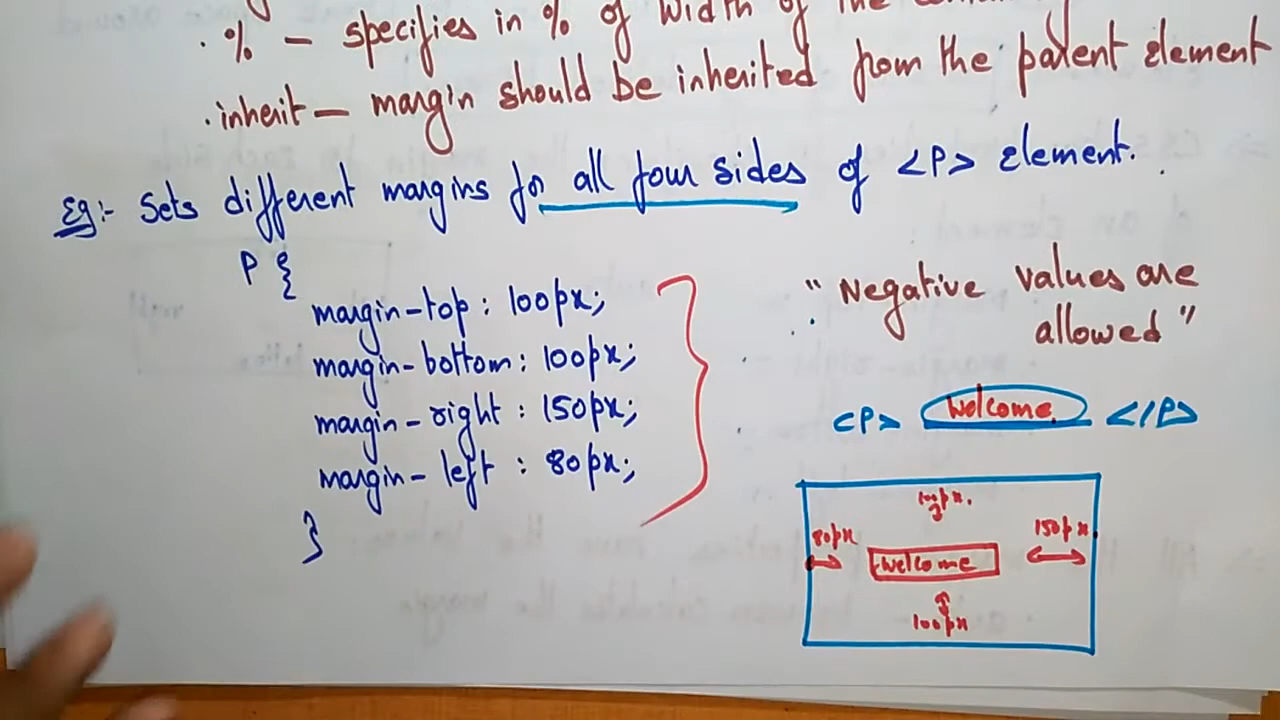 . % – specifies in % of width of the
. inherit – margin should be inherited from the parent element
Eg:- Sets different margins for all four sides of <P> element.
P {
margin-top : 100px;
margin-bottom : 100px;
margin-right : 150px;
margin-left : 80px;
}
"Negative values are
allowed"
<P> Welcome </P>
100px.
80px
150px
Welcome
100px